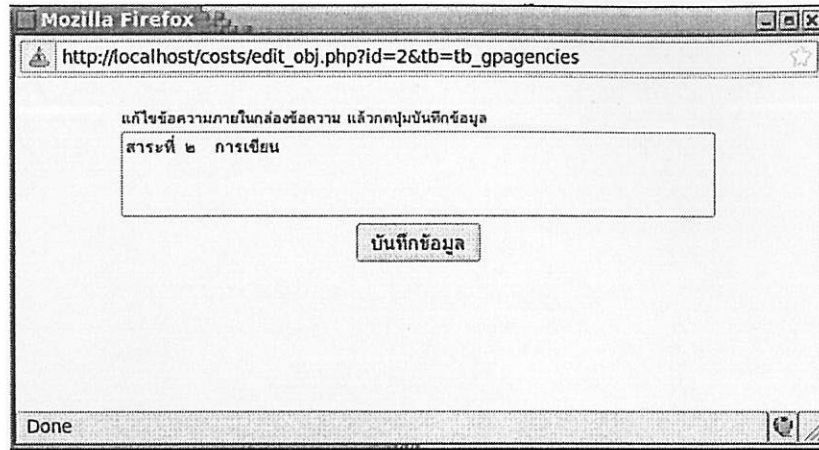 Mozilla Firefox
http://localhost/costs/edit_obj.php?id=2&tb=tb_gpagencies
แก้ไขข้อความภายในกล่องข้อความ แล้วกดปุ่มบันทึกข้อมูล
สาระที่ ๒ การเขียน
บันทึกข้อมูล
Done